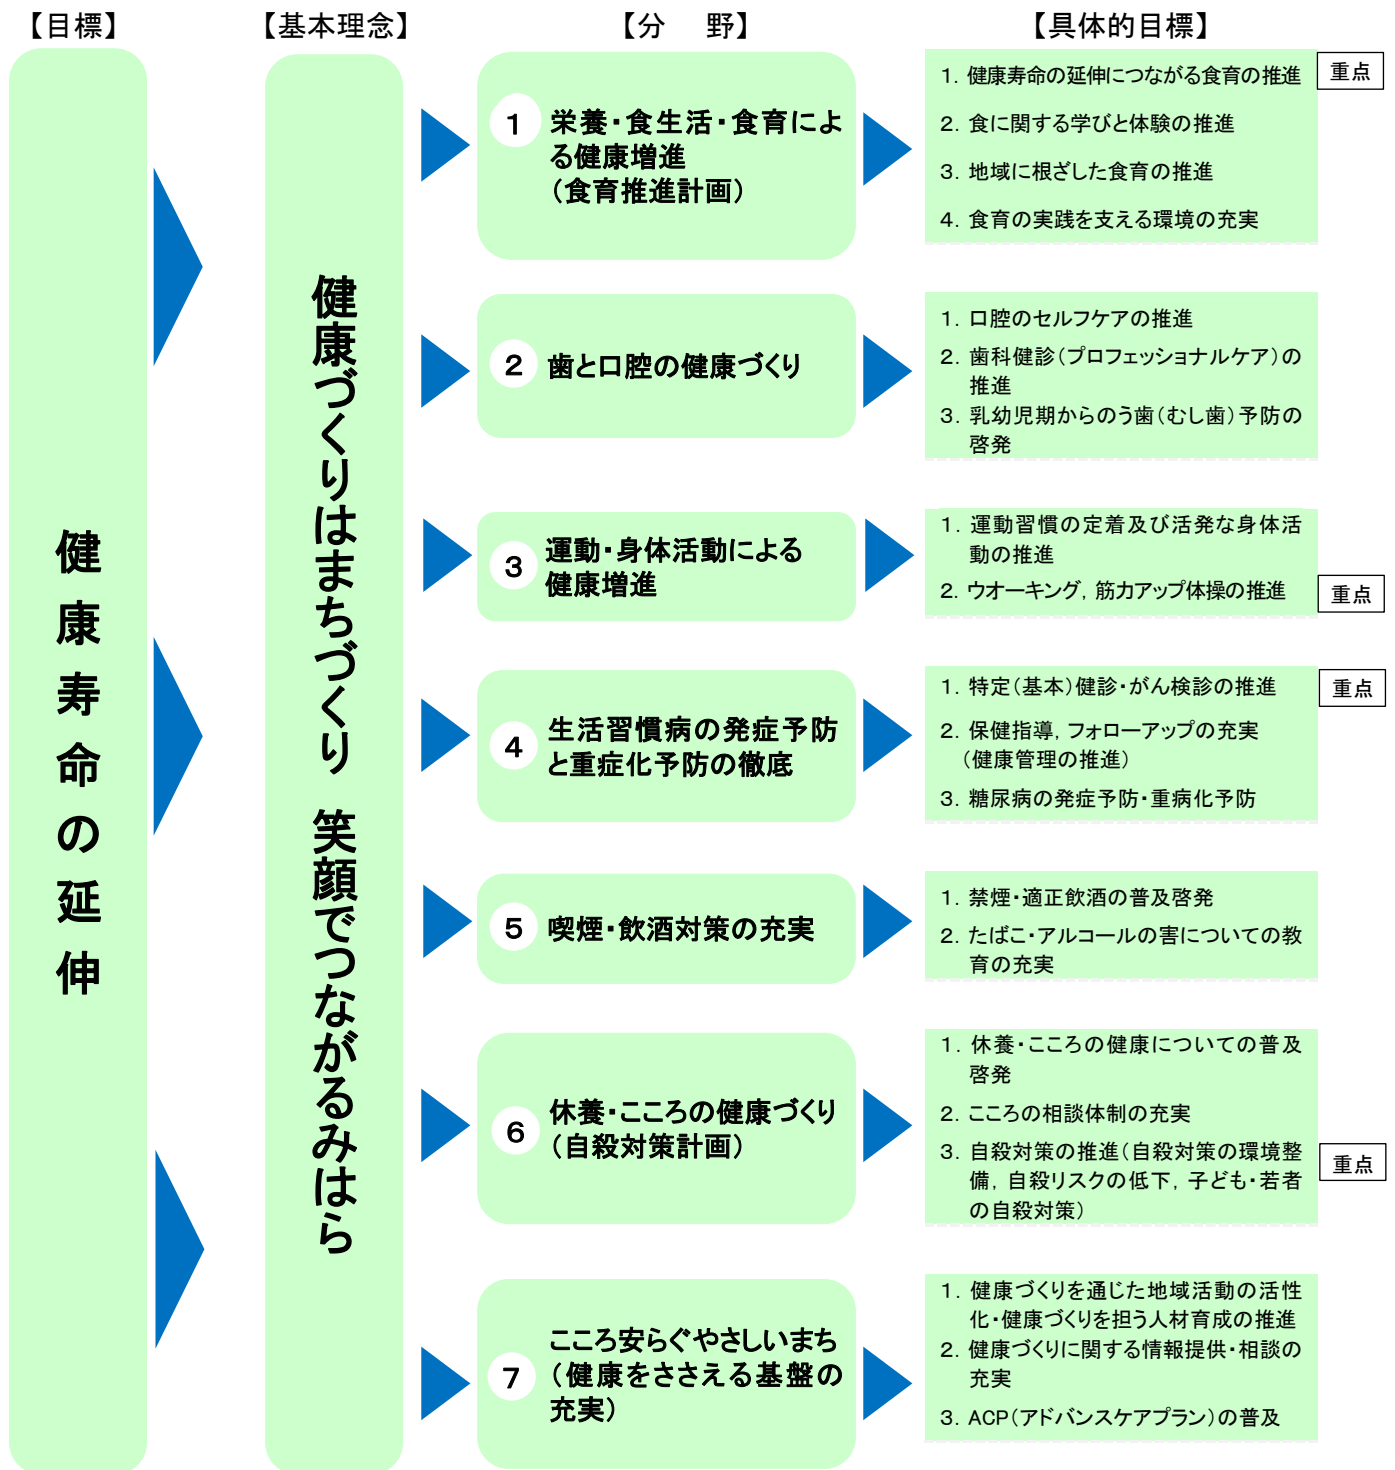 【目標】
【基本理念】
【分　野】
【具体的目標】
健康寿命の延伸
健康づくりはまちづくり　笑顔でつながるみはら
1
栄養・食生活・食育によ
る健康増進
（食育推進計画）
1．健康寿命の延伸につながる食育の推進
重点
2．食に関する学びと体験の推進
3．地域に根ざした食育の推進
4．食育の実践を支える環境の充実
2
歯と口腔の健康づくり
1．口腔のセルフケアの推進
2．歯科健診（プロフェッショナルケア）の
推進
3．乳幼児期からのう歯（むし歯）予防の
啓発
3
運動・身体活動による
健康増進
1．運動習慣の定着及び活発な身体活
動の推進
2．ウオーキング，筋力アップ体操の推進
重点
4
生活習慣病の発症予防
と重症化予防の徹底
1．特定（基本）健診・がん検診の推進
重点
2．保健指導，フォローアップの充実
（健康管理の推進）
3．糖尿病の発症予防・重病化予防
5
喫煙・飲酒対策の充実
1．禁煙・適正飲酒の普及啓発
2．たばこ・アルコールの害についての教
育の充実
6
休養・こころの健康づくり
（自殺対策計画）
1．休養・こころの健康についての普及
啓発
2．こころの相談体制の充実
3．自殺対策の推進（自殺対策の環境整
備，自殺リスクの低下，子ども・若者
の自殺対策）
重点
7
こころ安らぐやさしいまち
（健康をささえる基盤の
充実）
1．健康づくりを通じた地域活動の活性
化・健康づくりを担う人材育成の推進
2．健康づくりに関する情報提供・相談の
充実
3．ACP（アドバンスケアプラン）の普及